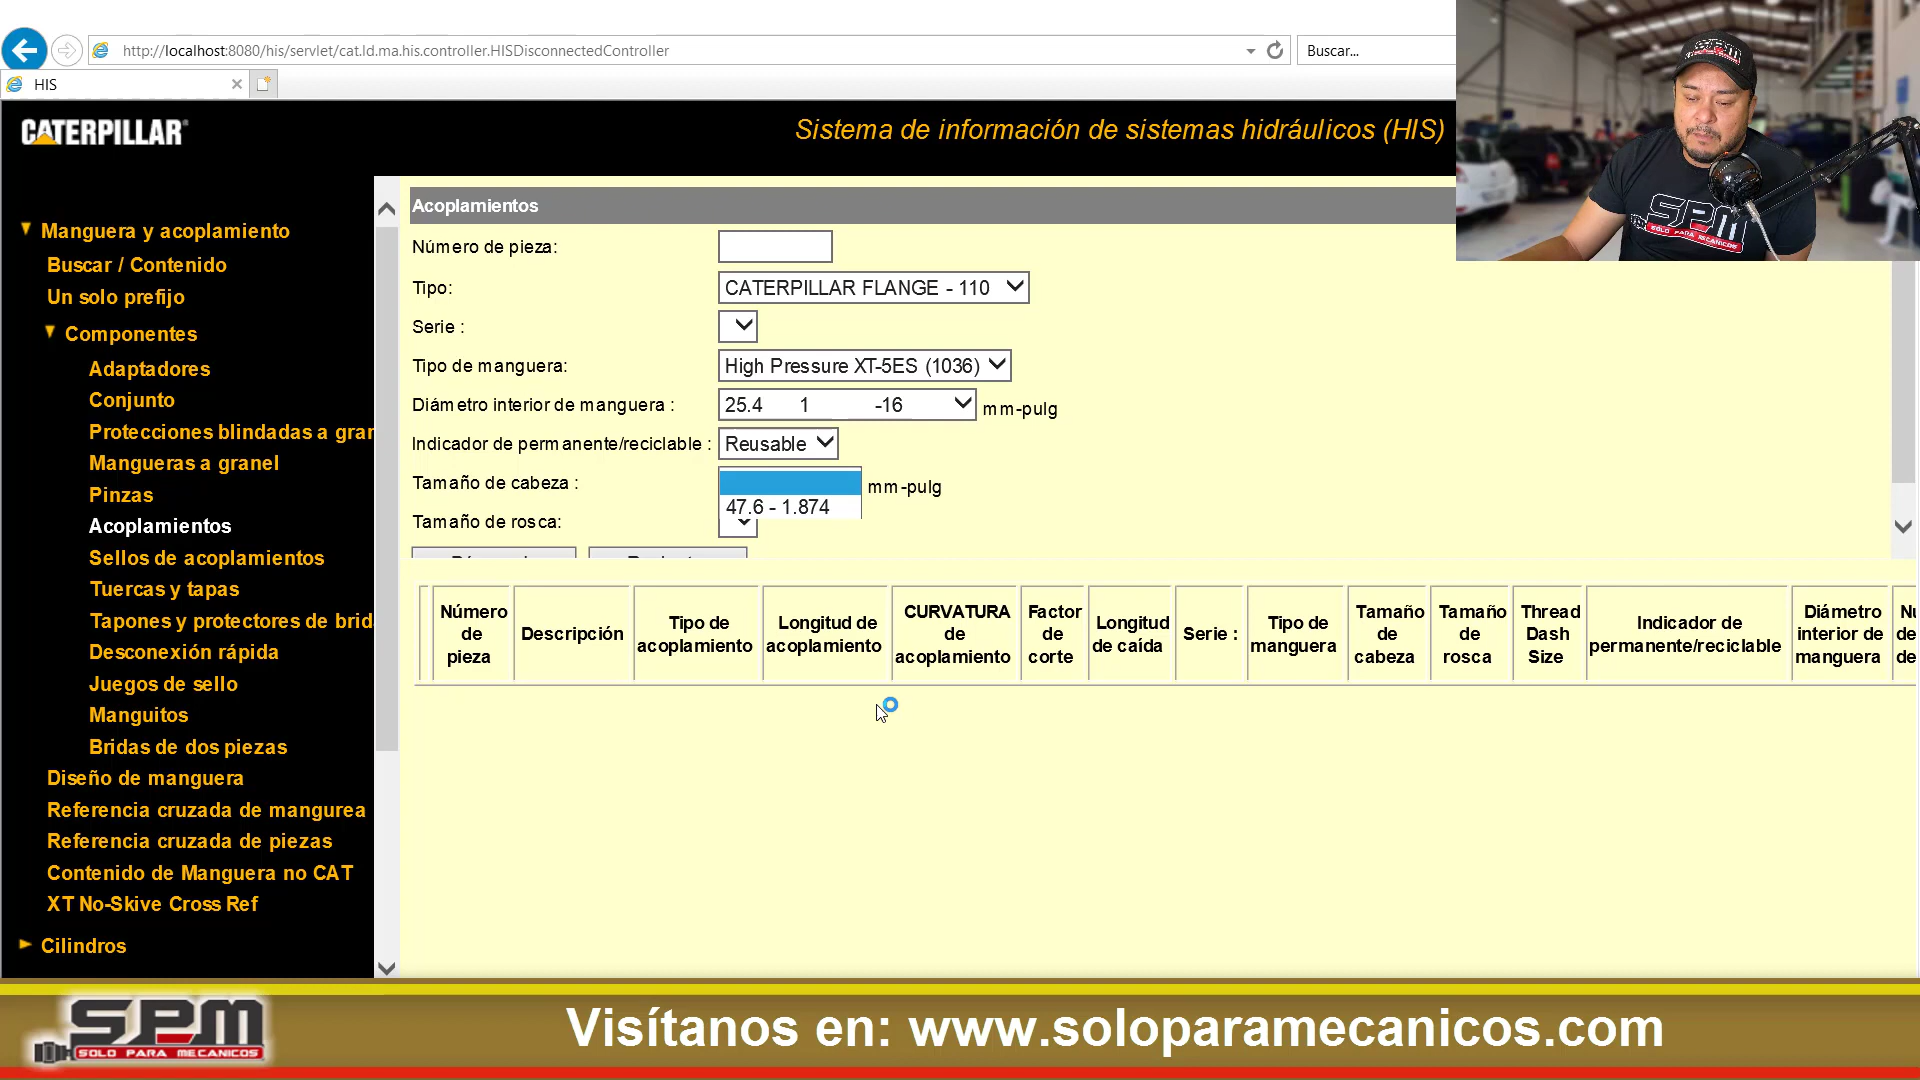 http://localhost:8080/his/servlet/cat.ld.ma.his.controller.HISDisconnectedController
Buscar...
HIS
CATERPILLAR
Sistema de información de sistemas hidráulicos (HIS)
SPM
SPM
SOLO PARA MECANICOS
Manguera y acoplamiento
Buscar / Contenido
Un solo prefijo
Componentes
Adaptadores
Conjunto
Protecciones blindadas a gran
Mangueras a granel
Pinzas
Acoplamientos
Sellos de acoplamientos
Tuercas y tapas
Tapones y protectores de brid
Desconexión rápida
Juegos de sello
Manguitos
Bridas de dos piezas
Diseño de manguera
Referencia cruzada de mangurea
Referencia cruzada de piezas
Contenido de Manguera no CAT
XT No-Skive Cross Ref
Cilindros
Acoplamientos
Número de pieza:
Tipo: CATERPILLAR FLANGE - 110
Serie :
Tipo de manguera: High Pressure XT-5ES (1036)
Diámetro interior de manguera : 25.4 1 -16 mm-pulg
Indicador de permanente/reciclable : Reusable
Tamaño de cabeza : mm-pulg
47.6 - 1.874
Tamaño de rosca:
Número de pieza
Descripción
Tipo de acoplamiento
Longitud de acoplamiento
CURVATURA de acoplamiento
Factor de corte
Longitud de caída
Serie :
Tipo de manguera
Tamaño de cabeza
Tamaño de rosca
Thread Dash Size
Indicador de permanente/reciclable
Diámetro interior de manguera
SPM
SOLO PARA MECANICOS
Visítanos en: www.soloparamecanicos.com